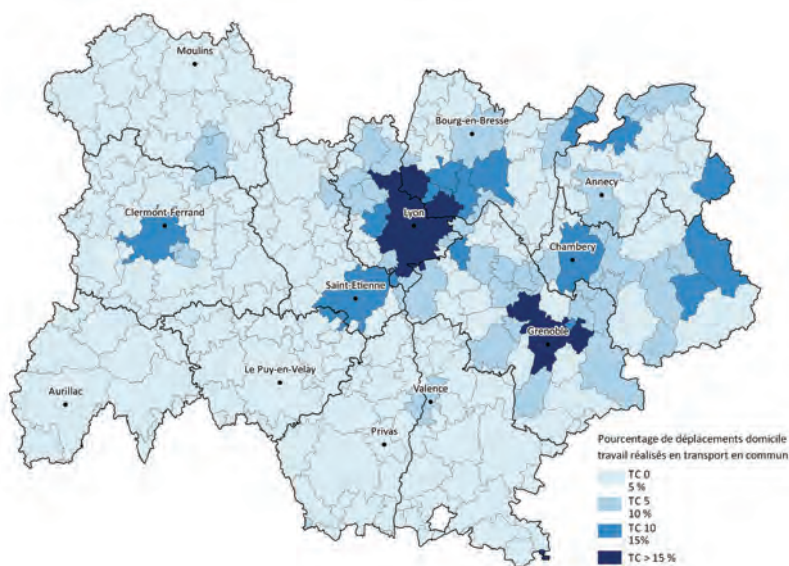 Moulins
Bourg-en-Bresse
Annecy
Clermont-Ferrand
Lyon
Chambery
Saint-Etienne
Grenoble
Le Puy-en-Velay
Aurillac
Valence
Privas
Pourcentage de déplacements domicile
travail réalisés en transport en commun
TC 0
5 %
TC 5
10 %
TC 10
15%
TC > 15 %